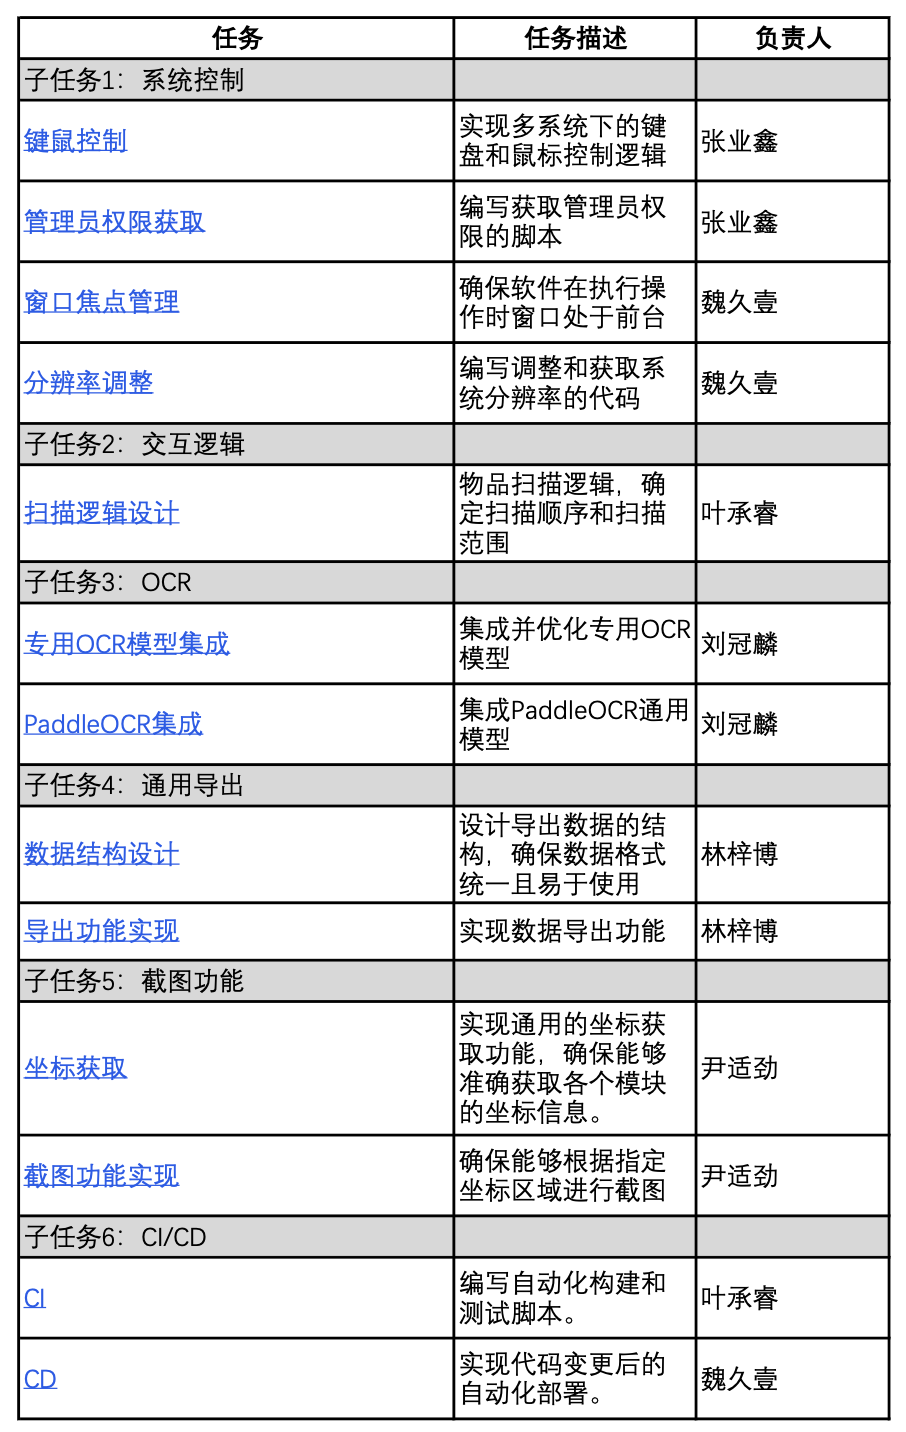 任务 任务描述 负责人
子任务1：系统控制
键鼠控制
实现多系统下的键
盘和鼠标控制逻辑
张业鑫
管理员权限获取
编写获取管理员权
限的脚本
张业鑫
窗口焦点管理
确保软件在执行操
作时窗口处于前台
魏久壹
分辨率调整
编写调整和获取系
统分辨率的代码
魏久壹
子任务2：交互逻辑
扫描逻辑设计
物品扫描逻辑，确
定扫描顺序和扫描
范围
叶承睿
子任务3：OCR
专用OCR模型集成
集成并优化专用OCR
模型
刘冠麟
PaddleOCR集成
集成PaddleOCR通用
模型
刘冠麟
子任务4：通用导出
数据结构设计
设计导出数据的结
构，确保数据格式
统一且易于使用
林梓博
导出功能实现
实现数据导出功能
林梓博
子任务5：截图功能
坐标获取
实现通用的坐标获
取功能，确保能够
准确获取各个模块
的坐标信息。
尹适劲
截图功能实现
确保能够根据指定
坐标区域进行截图
尹适劲
子任务6：CI/CD
CI
编写自动化构建和
测试脚本。
叶承睿
CD
实现代码变更后的
自动化部署。
魏久壹